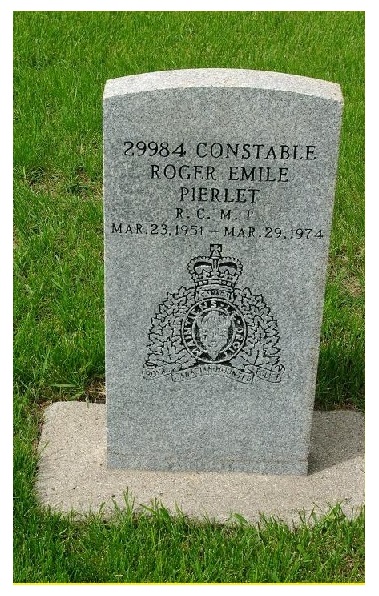 29984 CONSTABLE
ROGER EMILE
PIERLET
R. C. M. P.
MAR. 23. 1951 - MAR. 29. 1974